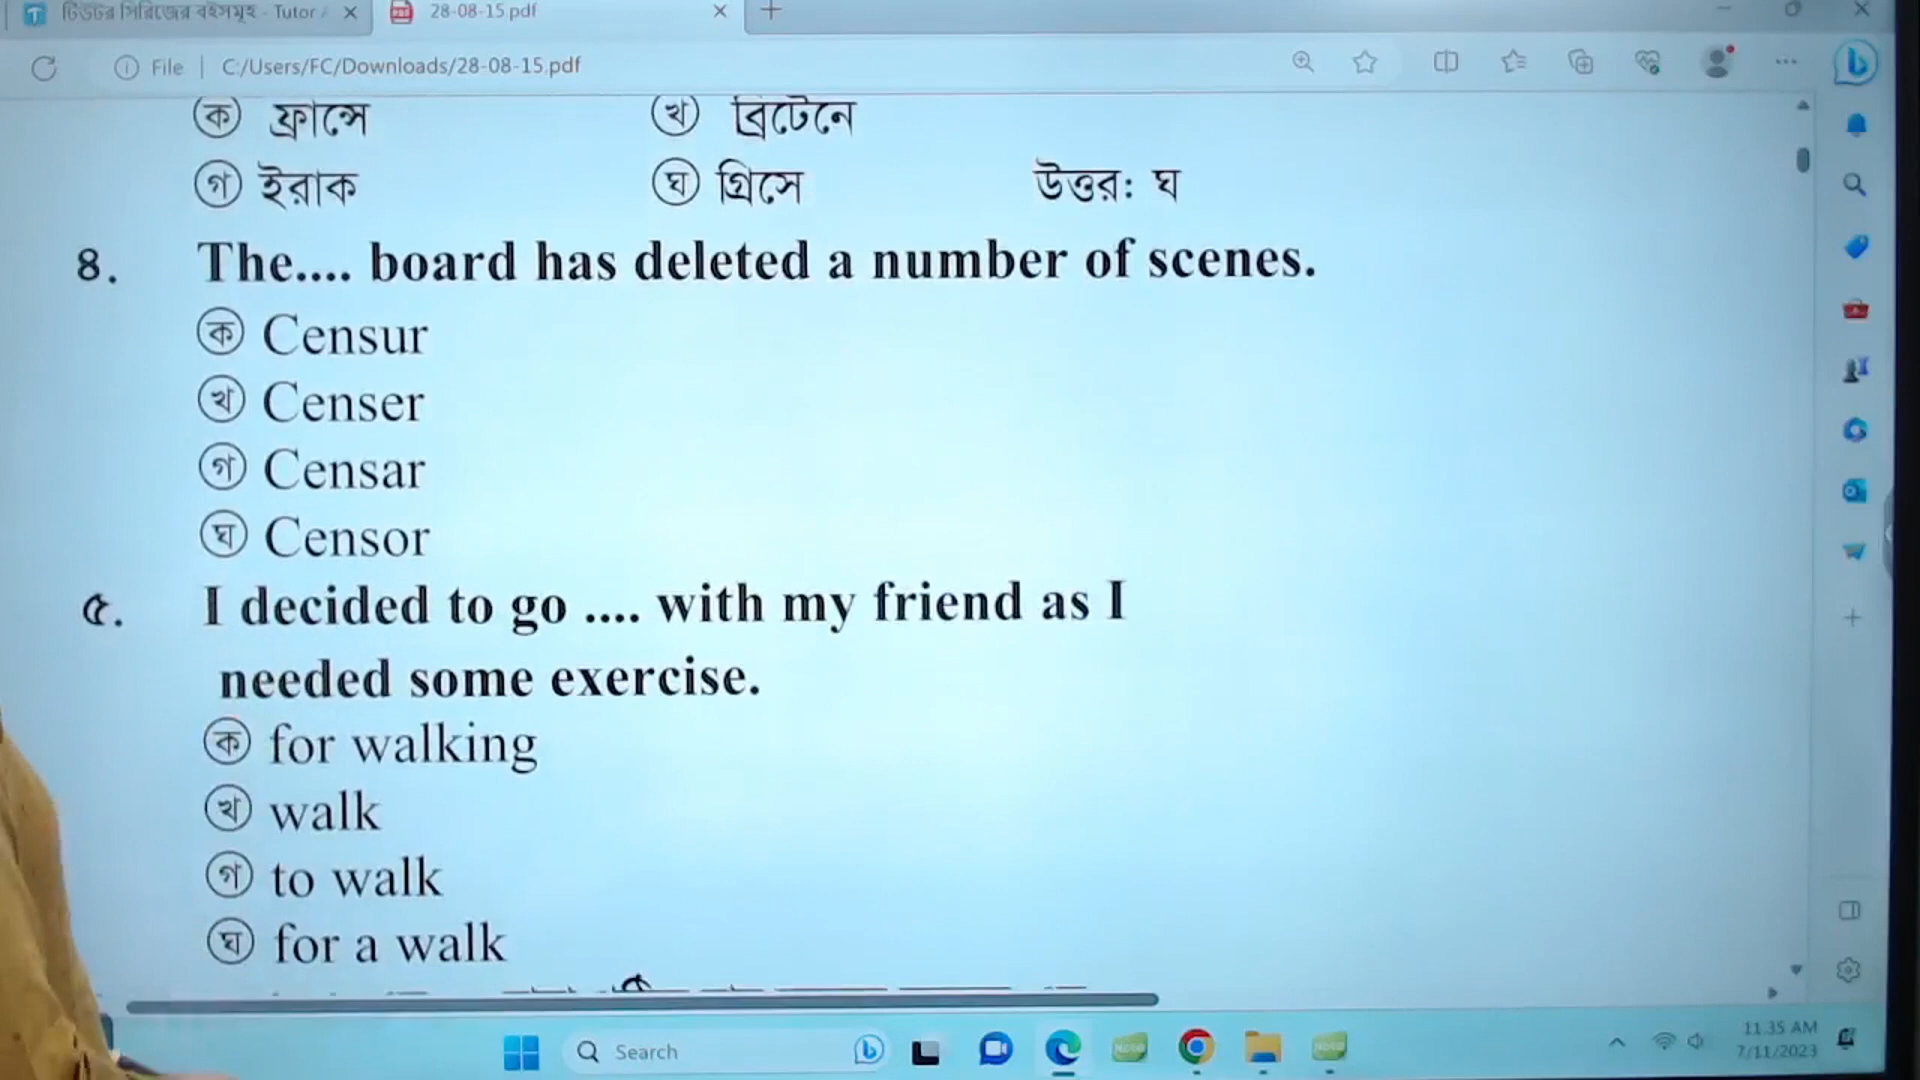 টিউটর সিরিজের বইসমূহ - Tutor
28-08-15.pdf
File
C:/Users/FC/Downloads/28-08-15.pdf
ক ফ্রান্সে খ ব্রিটেনে
গ ইরাক ঘ গ্রিসে উত্তর: ঘ
৪. The.... board has deleted a number of scenes.
ক Censur
খ Censer
গ Censar
ঘ Censor
৫. I decided to go .... with my friend as I
needed some exercise.
ক for walking
খ walk
গ to walk
ঘ for a walk
Search
11:35 AM
7/11/2023